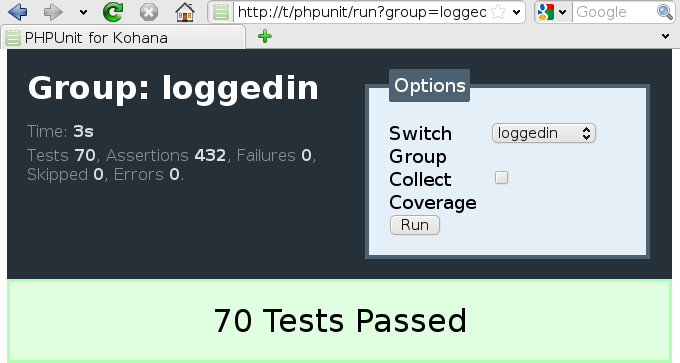 http://t/phpunit/run?group=logged
Google
PHPUnit for Kohana
Group: loggedin
Time: 3s
Tests 70, Assertions 432, Failures 0,
Skipped 0, Errors 0.
Options
Switch
Group
loggedin
Collect
Coverage
Run
70 Tests Passed